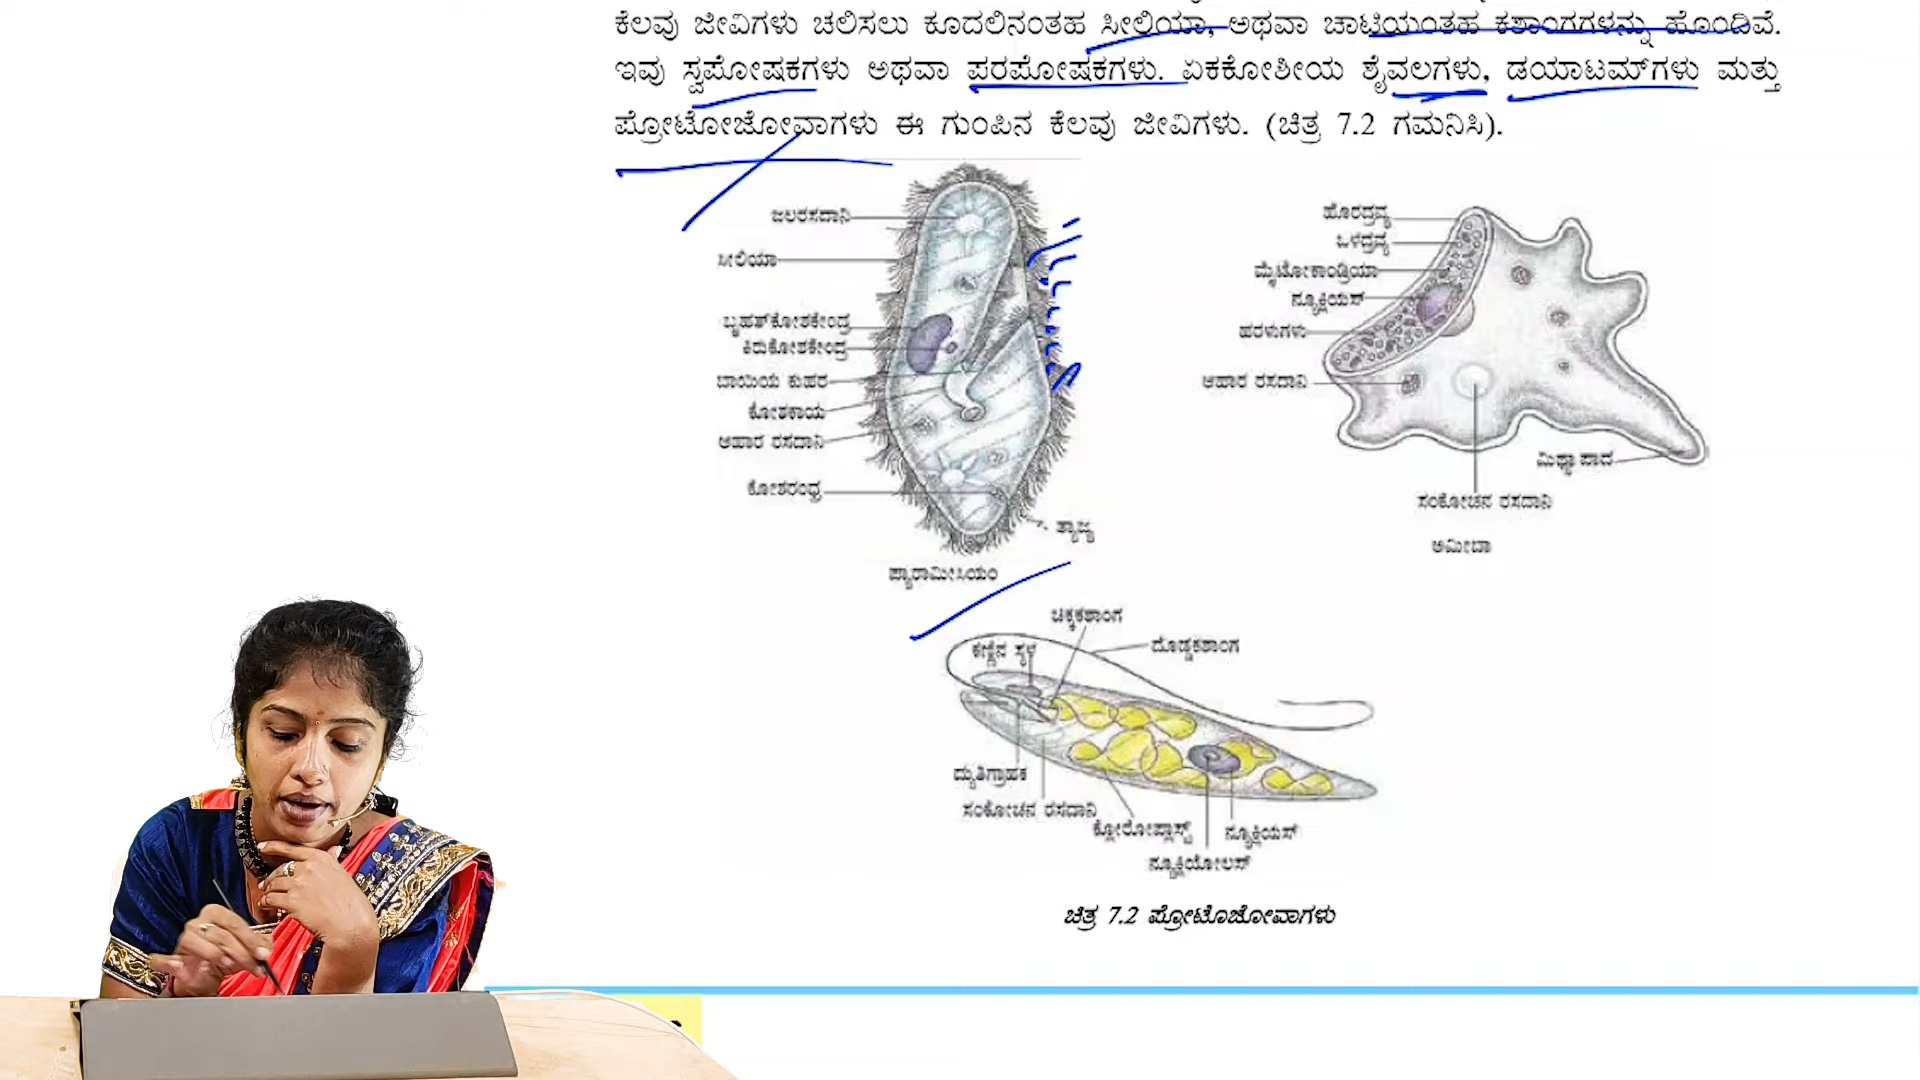 ಕೆಲವು ಜೀವಿಗಳು ಚಲಿಸಲು ಕೂದಲಿನಂತಹ ಸೀಲಿಯಾ, ಅಥವಾ ಚಾಟಿಯಂತಹ ಕಶಾಂಗಗಳನ್ನು ಹೊಂದಿವೆ.
ಇವು ಸ್ವಪೋಷಕಗಳು ಅಥವಾ ಪರಪೋಷಕಗಳು. ಏಕಕೋಶೀಯ ಶೈವಲಗಳು, ಡಯಾಟಮ್‌ಗಳು ಮತ್ತು
ಪ್ರೋಟೋಜೋವಾಗಳು ಈ ಗುಂಪಿನ ಕೆಲವು ಜೀವಿಗಳು. (ಚಿತ್ರ 7.2 ಗಮನಿಸಿ).
ಜಲರಸದಾನಿ
ಸೀಲಿಯಾ
ಬೃಹತ್‌ಕೋಶಕೇಂದ್ರ
ಕಿರುಕೋಶಕೇಂದ್ರ
ಬಾಯಿಯ ಕುಹರ
ಕೋಶಕಾಯ
ಆಹಾರ ರಸದಾನಿ
ಕೋಶರಂಧ್ರ
ತ್ಯಾಜ್ಯ
ಪ್ಯಾರಾಮೀಸಿಯಂ
ಹೊರದ್ರವ್ಯ
ಒಳದ್ರವ್ಯ
ಮೈಟೋಕಾಂಡ್ರಿಯಾ
ನ್ಯೂಕ್ಲಿಯಸ್
ಹರಳುಗಳು
ಆಹಾರ ರಸದಾನಿ
ಮಿಥ್ಯಾಪಾದ
ಸಂಕೋಚನ ರಸದಾನಿ
ಅಮೀಬಾ
ಚಿಕ್ಕಕಶಾಂಗ
ದೊಡ್ಡಕಶಾಂಗ
ಕಣ್ಣಿನ ಸ್ಥಳ
ದ್ಯುತಿಗ್ರಾಹಕ
ಸಂಕೋಚನ ರಸದಾನಿ
ಕ್ಲೋರೋಪ್ಲಾಸ್ಟ್
ನ್ಯೂಕ್ಲಿಯಸ್
ನ್ಯೂಕ್ಲಿಯೋಲಸ್
ಚಿತ್ರ 7.2 ಪ್ರೋಟೊಜೋವಾಗಳು